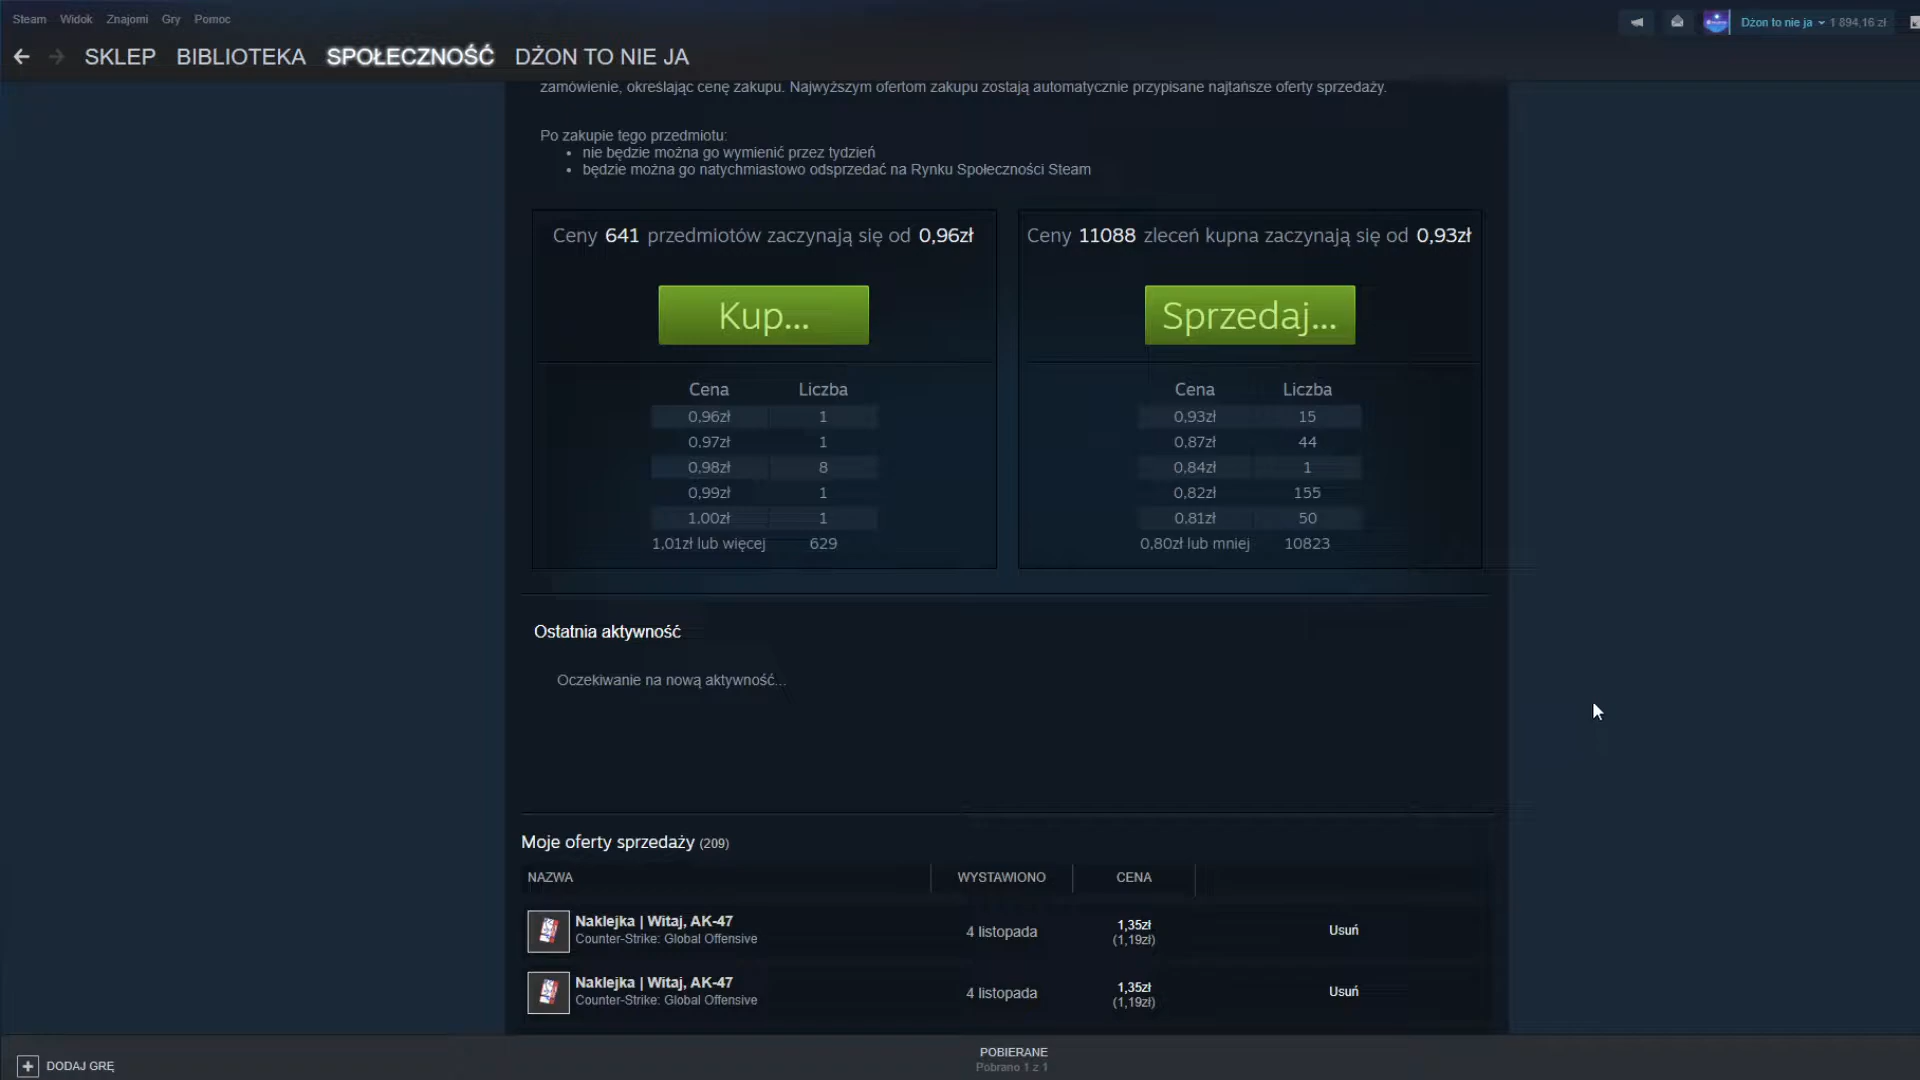 Steam Widok Znajomi Gry Pomoc
Dżon to nie ja 1 894,16 zł
SKLEP BIBLIOTEKA SPOŁECZNOŚĆ DŻON TO NIE JA
zamówienie, określając cenę zakupu. Najwyższym ofertom zakupu zostają automatycznie przypisane najtańsze oferty sprzedaży.
Po zakupie tego przedmiotu:
• nie będzie można go wymienić przez tydzień
• będzie można go natychmiastowo odsprzedać na Rynku Społeczności Steam
Ceny 641 przedmiotów zaczynają się od 0,96zł
Kup...
Cena Liczba
0,96zł 1
0,97zł 1
0,98zł 8
0,99zł 1
1,00zł 1
1,01zł lub więcej 629
Ceny 11088 zleceń kupna zaczynają się od 0,93zł
Sprzedaj...
Cena Liczba
0,93zł 15
0,87zł 44
0,84zł 1
0,82zł 155
0,81zł 50
0,80zł lub mniej 10823
Ostatnia aktywność
Oczekiwanie na nową aktywność...
Moje oferty sprzedaży (209)
NAZWA WYSTAWIONO CENA
Naklejka | Witaj, AK-47
Counter-Strike: Global Offensive
4 listopada
1,35zł
(1,19zł)
Usuń
Naklejka | Witaj, AK-47
Counter-Strike: Global Offensive
4 listopada
1,35zł
(1,19zł)
Usuń
DODAJ GRĘ
POBIERANE
Pobrano 1 z 1